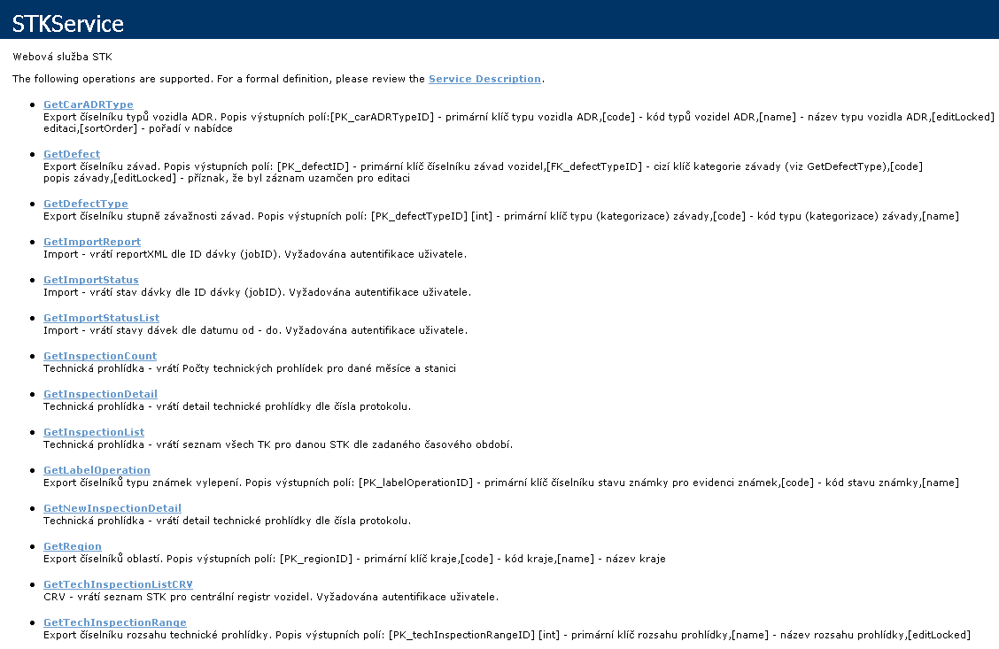 STKService
Webová služba STK
The following operations are supported. For a formal definition, please review the Service Description.
GetCarADRType
Export číselníku typů vozidla ADR. Popis výstupních polí:[PK_carADRTypeID] - primární klíč typu vozidla ADR,[code] - kód typů vozidel ADR,[name] - název typu vozidla ADR,[editLocked]
editaci,[sortOrder] - pořadí v nabídce
GetDefect
Export číselníku závad. Popis výstupních polí: [PK_defectID] - primární klíč číselníku závad vozidel,[FK_defectTypeID] - cizí klíč kategorie závady (viz GetDefectType),[code]
popis závady,[editLocked] - příznak, že byl záznam uzamčen pro editaci
GetDefectType
Export číselníku stupně závažnosti závad. Popis výstupních polí: [PK_defectTypeID] [int] - primární klíč typu (kategorizace) závady,[code] - kód typu (kategorizace) závady,[name]
GetImportReport
Import - vrátí reportXML dle ID dávky (jobID). Vyžadována autentifikace uživatele.
GetImportStatus
Import - vrátí stav dávky dle ID dávky (jobID). Vyžadována autentifikace uživatele.
GetImportStatusList
Import - vrátí stavy dávek dle datumu od - do. Vyžadována autentifikace uživatele.
GetInspectionCount
Technická prohlídka - vrátí Počty technických prohlídek pro dané měsíce a stanici
GetInspectionDetail
Technická prohlídka - vrátí detail technické prohlídky dle čísla protokolu.
GetInspectionList
Technická prohlídka - vrátí seznam všech TK pro danou STK dle zadaného časového období.
GetLabelOperation
Export číselníků typu známek vylepení. Popis výstupních polí: [PK_labelOperationID] - primární klíč číselníku stavu známky pro evidenci známek,[code] - kód stavu známky,[name]
GetNewInspectionDetail
Technická prohlídka - vrátí detail technické prohlídky dle čísla protokolu.
GetRegion
Export číselníků oblastí. Popis výstupních polí: [PK_regionID] - primární klíč kraje,[code] - kód kraje,[name] - název kraje
GetTechInspectionListCRV
CRV - vrátí seznam STK pro centrální registr vozidel. Vyžadována autentifikace uživatele.
GetTechInspectionRange
Export číselníku rozsahu technické prohlídky. Popis výstupních polí: [PK_techInspectionRangeID] [int] - primární klíč rozsahu prohlídky,[name] - název rozsahu prohlídky,[editLocked]